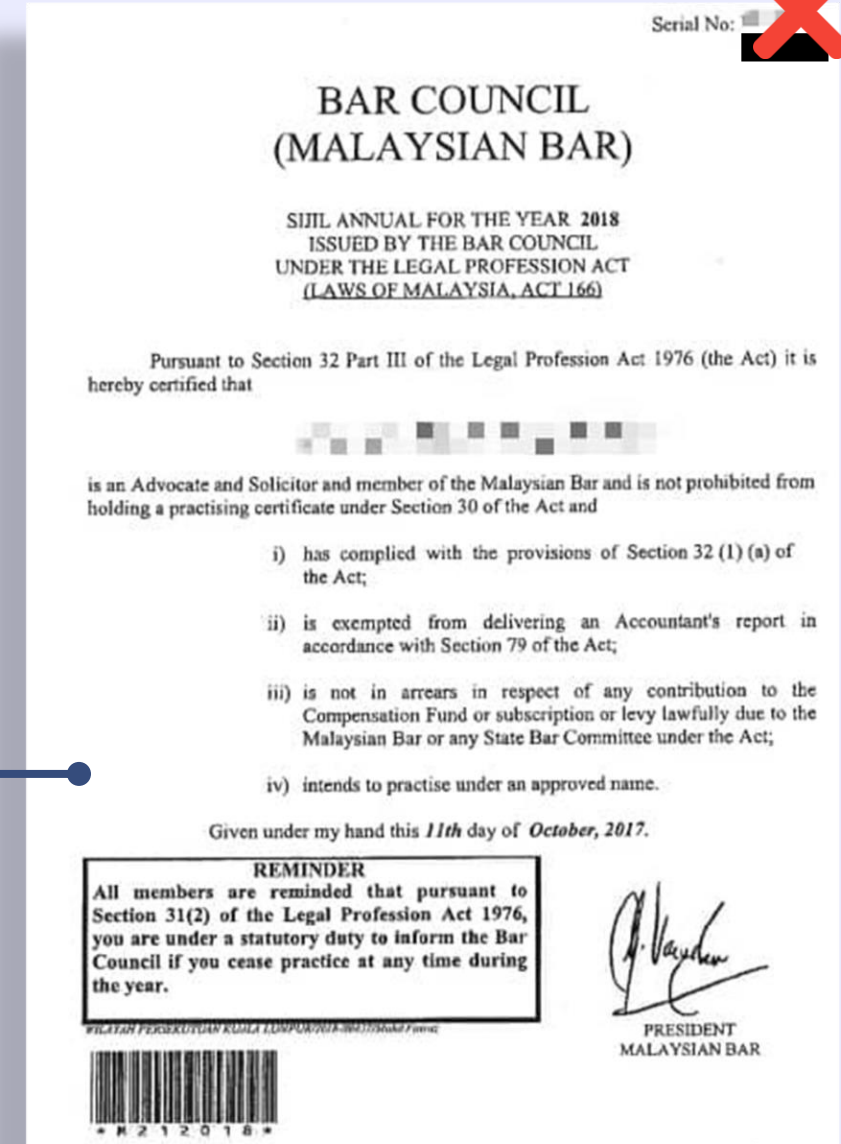 Serial No:
BAR COUNCIL
(MALAYSIAN BAR)
SIJIL ANNUAL FOR THE YEAR 2018
ISSUED BY THE BAR COUNCIL
UNDER THE LEGAL PROFESSION ACT
(LAWS OF MALAYSIA, ACT 166)
Pursuant to Section 32 Part III of the Legal Profession Act 1976 (the Act) it is
hereby certified that
is an Advocate and Solicitor and member of the Malaysian Bar and is not prohibited from
holding a practising certificate under Section 30 of the Act and
i) has complied with the provisions of Section 32 (1) (a) of
the Act;
ii) is exempted from delivering an Accountant's report in
accordance with Section 79 of the Act;
iii) is not in arrears in respect of any contribution to the
Compensation Fund or subscription or levy lawfully due to the
Malaysian Bar or any State Bar Committee under the Act;
iv) intends to practise under an approved name.
Given under my hand this 11th day of October, 2017.
REMINDER
All members are reminded that pursuant to
Section 31(2) of the Legal Profession Act 1976,
you are under a statutory duty to inform the Bar
Council if you cease practice at any time during
the year.
WILAYAH PERSEKUTUAN KUALA LUMPUR
PRESIDENT
MALAYSIAN BAR
* M 2 1 2 0 1 8 *